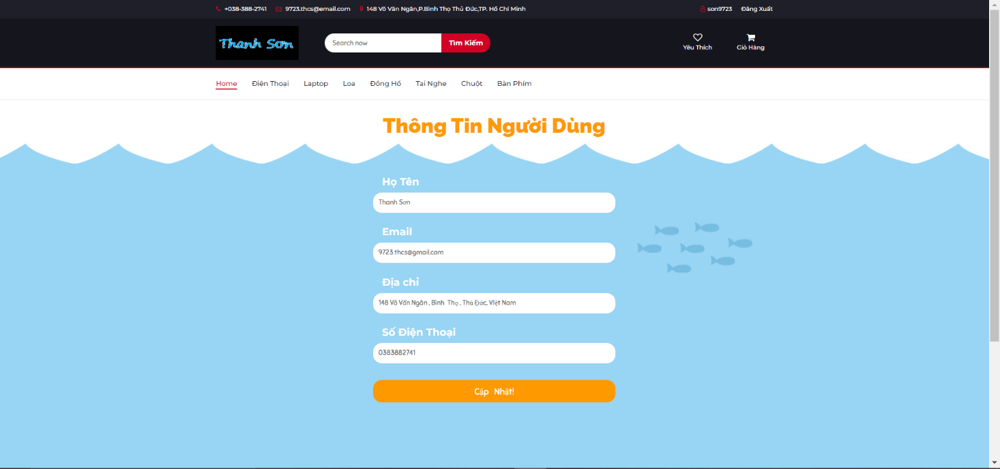 +038-388-2741 9723.thcs@email.com 148 Võ Văn Ngân,P.Bình Thọ Thủ Đức,TP. Hồ Chí Minh son9723 Đăng Xuất
Thanh Sơn Search now Tìm Kiếm Yêu Thích Giỏ Hàng
Home Điện Thoại Laptop Loa Đồng Hồ Tai Nghe Chuột Bàn Phím
Thông Tin Người Dùng
Họ Tên
Thanh Sơn
Email
9723.thcs@gmail.com
Địa chỉ
148 Võ Vấn Ngân , Bình Thọ , Thủ Đức, Việt Nam
Số Điện Thoại
0383882741
Cập Nhật!